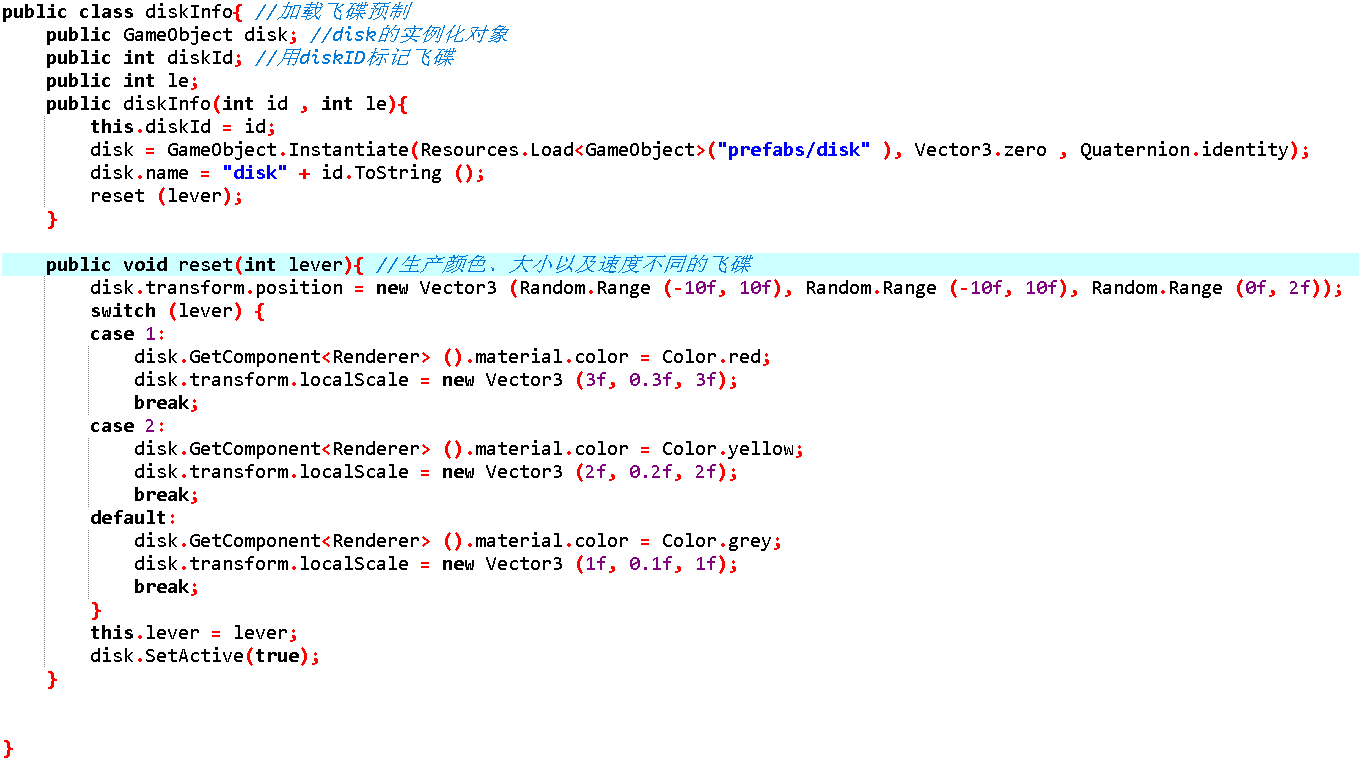 public class diskInfo{ //加载飞碟预制
    public GameObject disk; //disk的实例化对象
    public int diskId; //用diskID标记飞碟
    public int le;
    public diskInfo(int id , int le){
        this.diskId = id;
        disk = GameObject.Instantiate(Resources.Load<GameObject>("prefabs/disk" ), Vector3.zero , Quaternion.identity);
        disk.name = "disk" + id.ToString ();
        reset (lever);
    }

    public void reset(int lever){ //生产颜色、大小以及速度不同的飞碟
        disk.transform.position = new Vector3 (Random.Range (-10f, 10f), Random.Range (-10f, 10f), Random.Range (0f, 2f));
        switch (lever) {
        case 1:
            disk.GetComponent<Renderer> ().material.color = Color.red;
            disk.transform.localScale = new Vector3 (3f, 0.3f, 3f);
            break;
        case 2:
            disk.GetComponent<Renderer> ().material.color = Color.yellow;
            disk.transform.localScale = new Vector3 (2f, 0.2f, 2f);
            break;
        default:
            disk.GetComponent<Renderer> ().material.color = Color.grey;
            disk.transform.localScale = new Vector3 (1f, 0.1f, 1f);
            break;
        }
        this.lever = lever;
        disk.SetActive(true);
    }


}